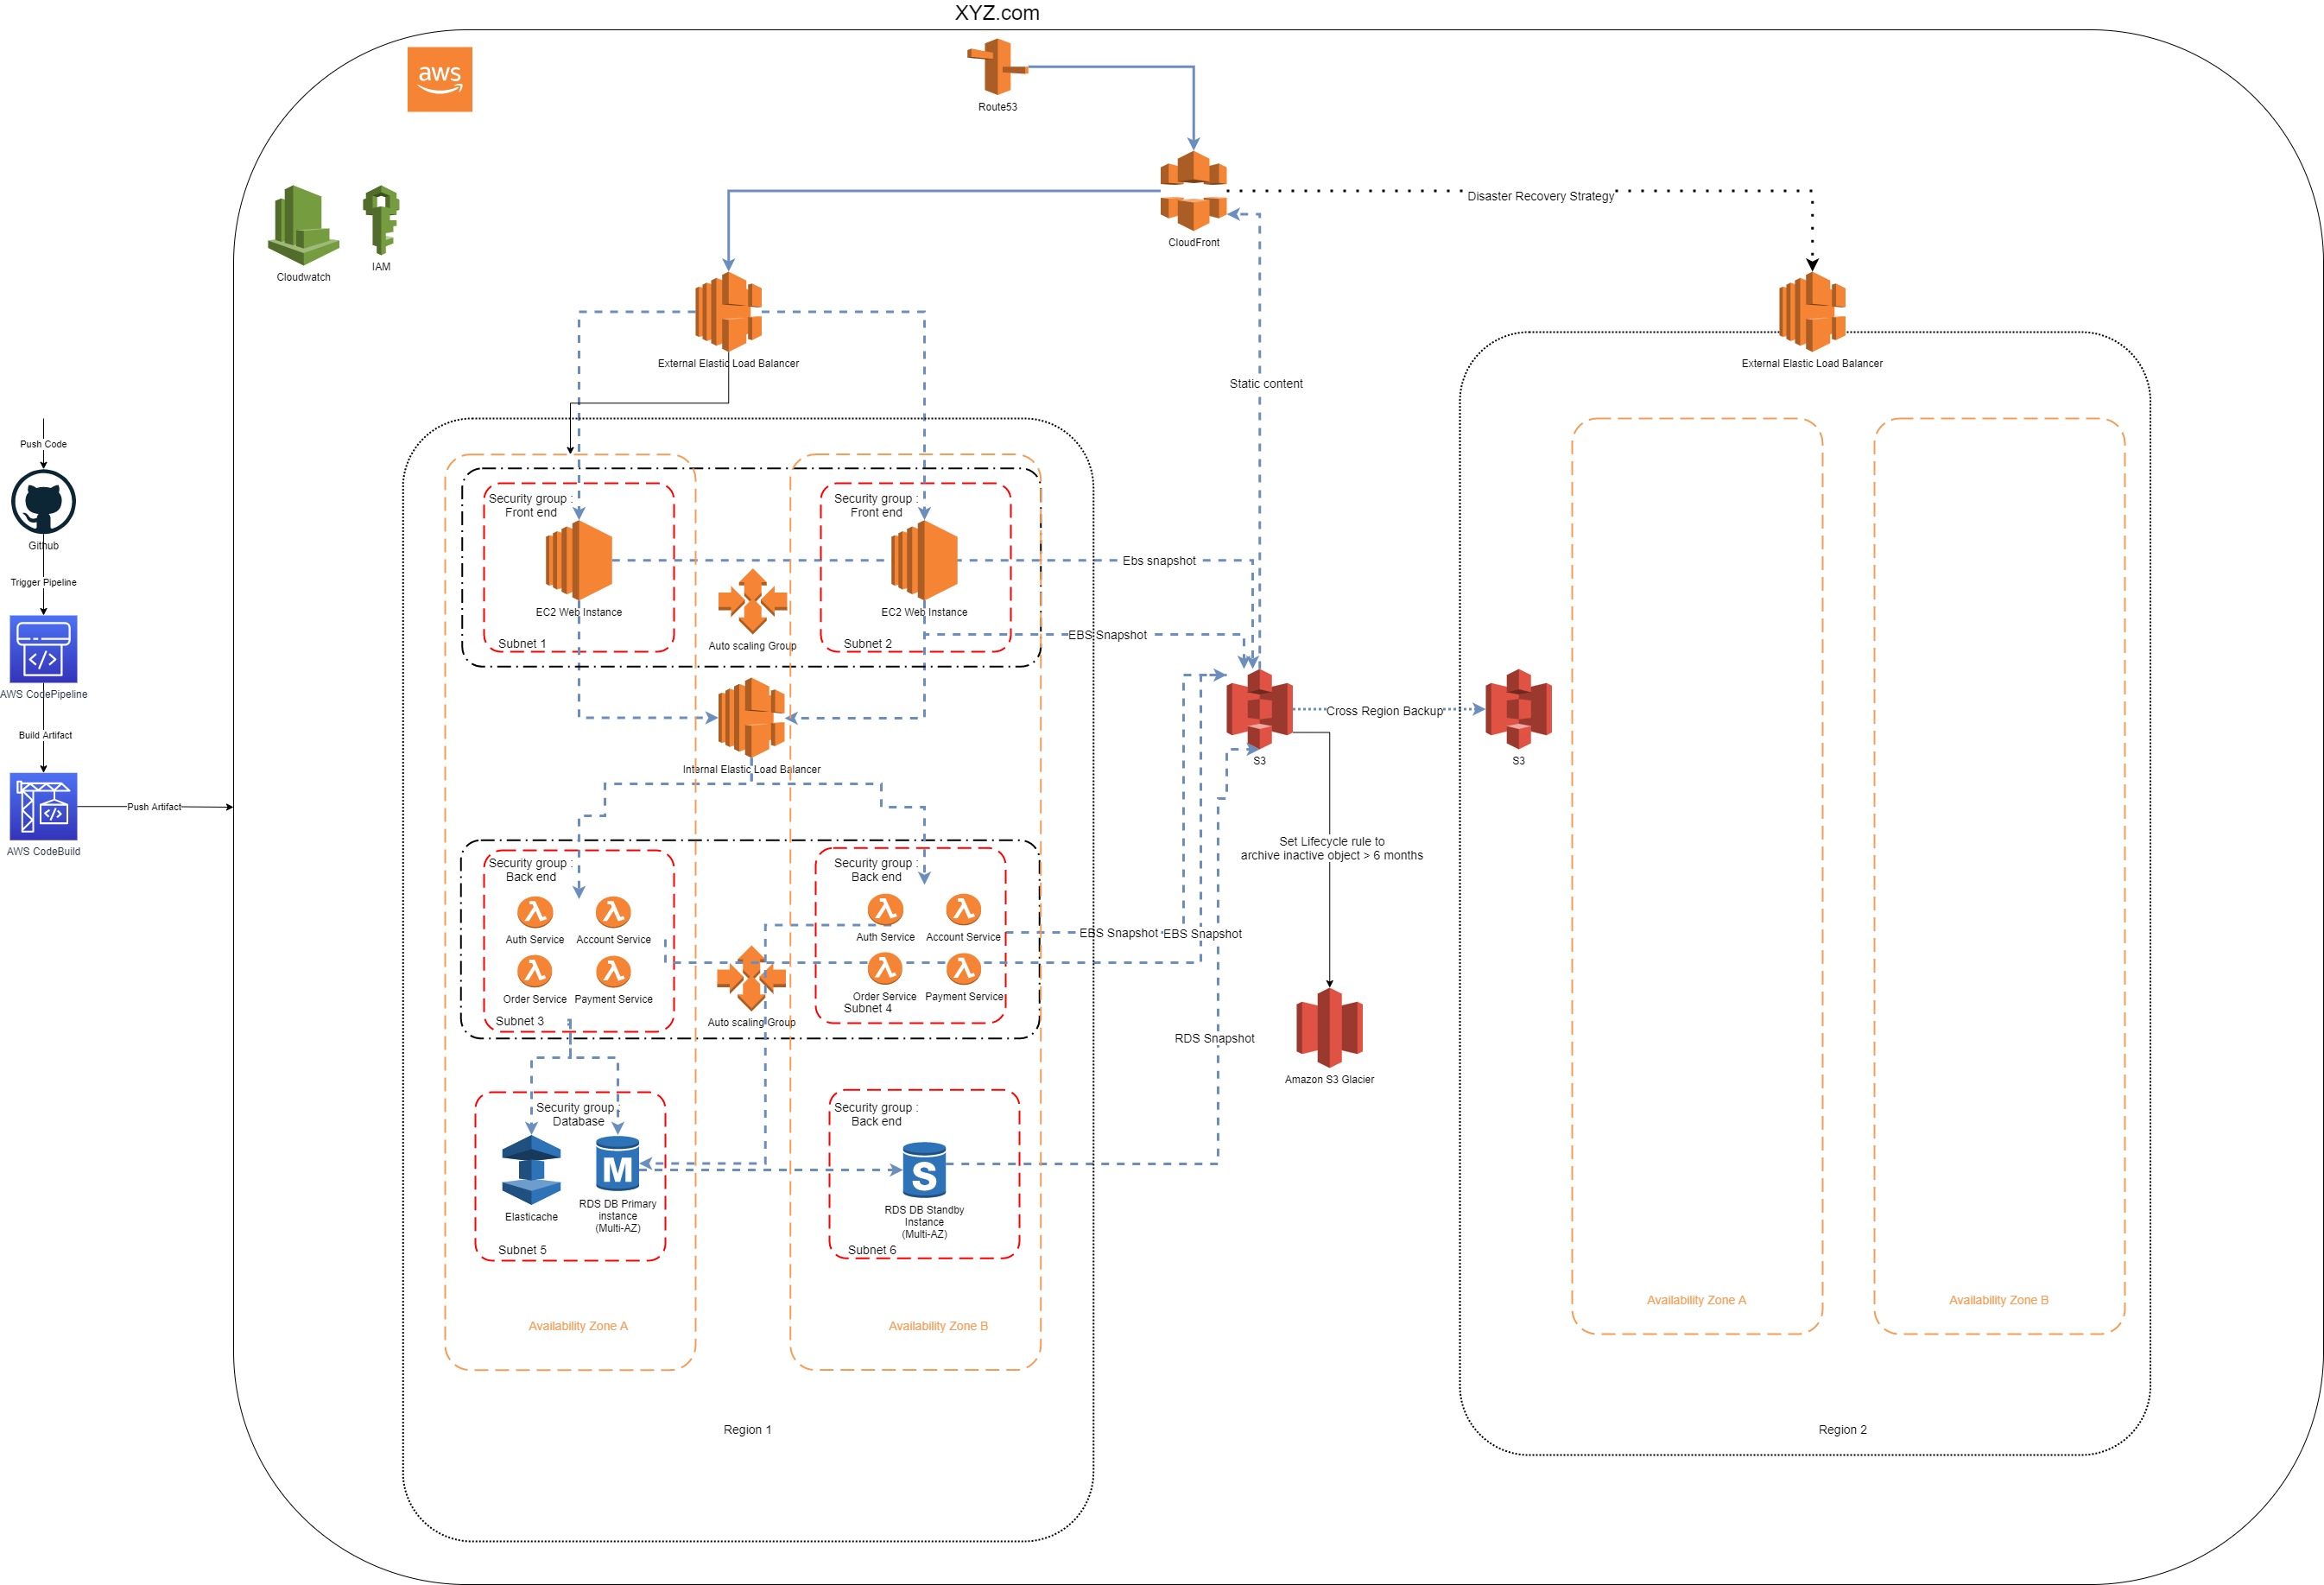 XYZ.com
aws
Route53
CloudFront
Disaster Recovery Strategy
Cloudwatch
IAM
External Elastic Load Balancer
External Elastic Load Balancer
Static content
Push Code
Github
Trigger Pipeline
AWS CodePipeline
Build Artifact
AWS CodeBuild
Push Artifact
Security group :
Front end
EC2 Web Instance
Subnet 1
Auto scaling Group
Security group :
Front end
EC2 Web Instance
Subnet 2
Ebs snapshot
EBS Snapshot
Internal Elastic Load Balancer
S3
Cross Region Backup
S3
Set Lifecycle rule to
archive inactive object > 6 months
Amazon S3 Glacier
Security group :
Back end
Auth Service
Account Service
Order Service
Payment Service
Subnet 3
Auto scaling Group
Security group :
Back end
Auth Service
Account Service
Order Service
Payment Service
Subnet 4
EBS Snapshot
EBS Snapshot
RDS Snapshot
Security group :
Database
Elasticache
M
RDS DB Primary
instance
(Multi-AZ)
Subnet 5
Security group :
Back end
S
RDS DB Standby
Instance
(Multi-AZ)
Subnet 6
Availability Zone A
Availability Zone B
Region 1
Availability Zone A
Availability Zone B
Region 2